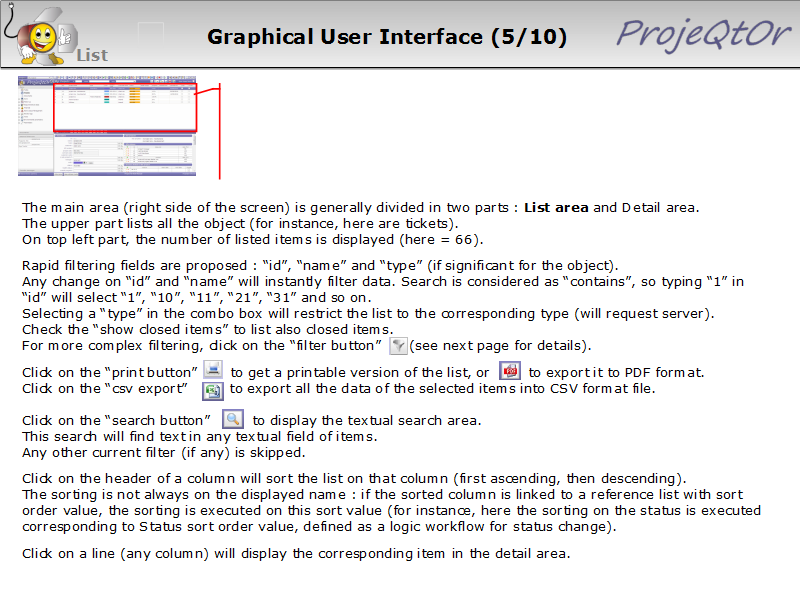 Graphical User Interface (5/10)
ProjeQtOr
List
The main area (right side of the screen) is generally divided in two parts : List area and Detail area.
The upper part lists all the object (for instance, here are tickets).
On top left part, the number of listed items is displayed (here = 66).
Rapid filtering fields are proposed : “id”, “name” and “type” (if significant for the object).
Any change on “id” and “name” will instantly filter data. Search is considered as “contains”, so typing “1” in
“id” will select “1”, “10”, “11”, “21”, “31” and so on.
Selecting a “type” in the combo box will restrict the list to the corresponding type (will request server).
Check the “show closed items” to list also closed items.
For more complex filtering, click on the “filter button” (see next page for details).
Click on the “print button” to get a printable version of the list, or to export it to PDF format.
Click on the “csv export” to export all the data of the selected items into CSV format file.
Click on the “search button” to display the textual search area.
This search will find text in any textual field of items.
Any other current filter (if any) is skipped.
Click on the header of a column will sort the list on that column (first ascending, then descending).
The sorting is not always on the displayed name : if the sorted column is linked to a reference list with sort
order value, the sorting is executed on this sort value (for instance, here the sorting on the status is executed
corresponding to Status sort order value, defined as a logic workflow for status change).
Click on a line (any column) will display the corresponding item in the detail area.